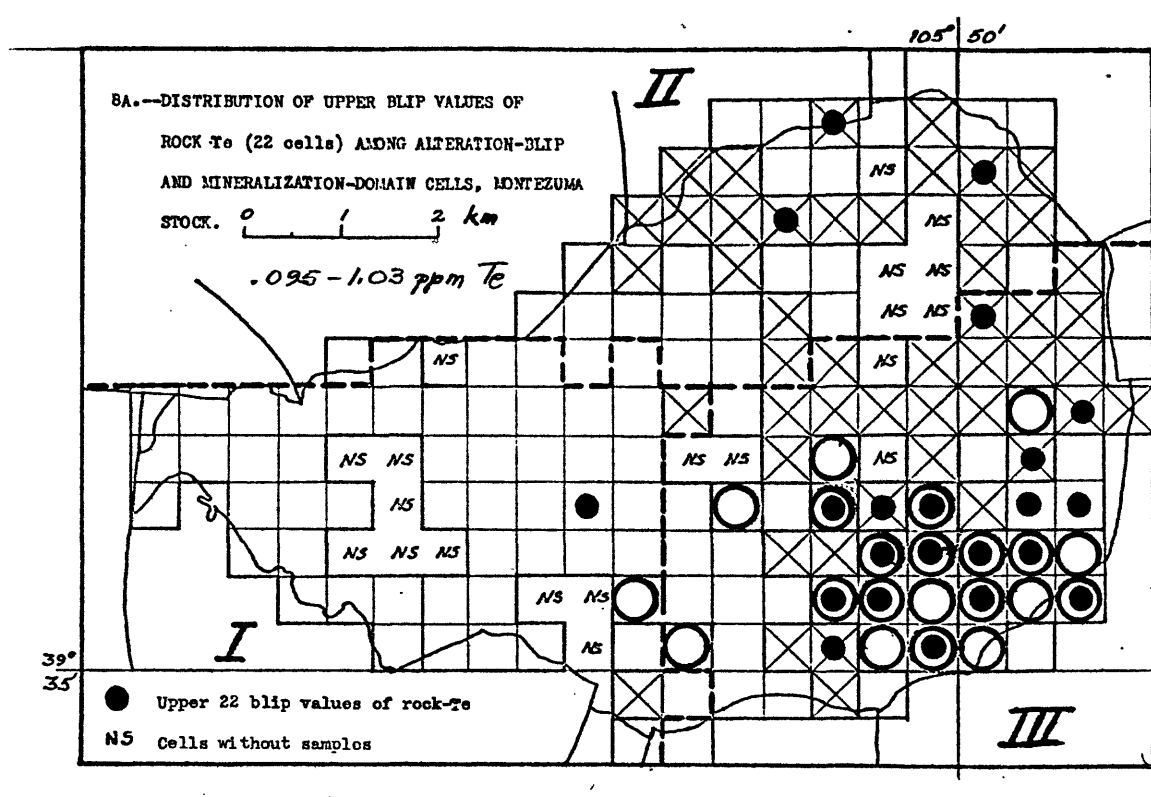 105° 50'
II
8A.--DISTRIBUTION OF UPPER BLIP VALUES OF
ROCK-Te (22 cells) AMONG ALTERATION-BLIP
AND MINERALIZATION-DOMAIN CELLS, MONTEZUMA
STOCK.
0 1 2 km
.095-1.03 ppm Te
NS
NS
NS NS
NS NS
NS NS
NS NS NS NS NS
NS
NS NS NS
NS NS
NS
I
39°
35'
Upper 22 blip values of rock-Te
NS Cells without samples
III